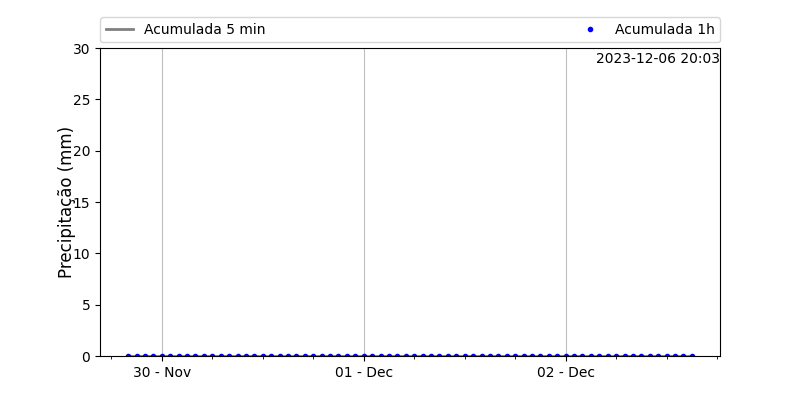 Acumulada 5 min
Acumulada 1h
2023-12-06 20:03
Precipitação (mm)
30
25
20
15
10
5
0
30 - Nov
01 - Dec
02 - Dec